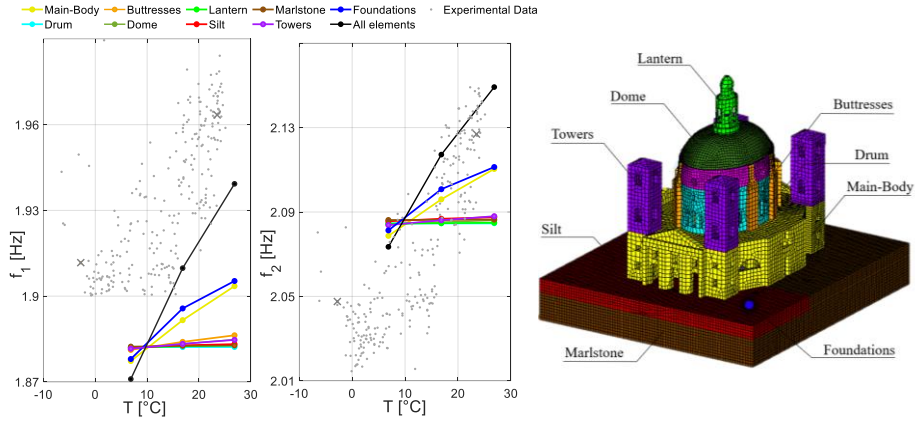 Main-Body Buttresses Lantern Marlstone Foundations Experimental Data
Drum Dome Silt Towers All elements
1.96
1.93
1.9
1.87
f1 [Hz]
-10 0 10 20 30
T [°C]
2.13
2.09
2.05
2.01
f2 [Hz]
-10 0 10 20 30
T [°C]
Lantern
Dome
Buttresses
Towers
Drum
Main-Body
Silt
Marlstone
Foundations